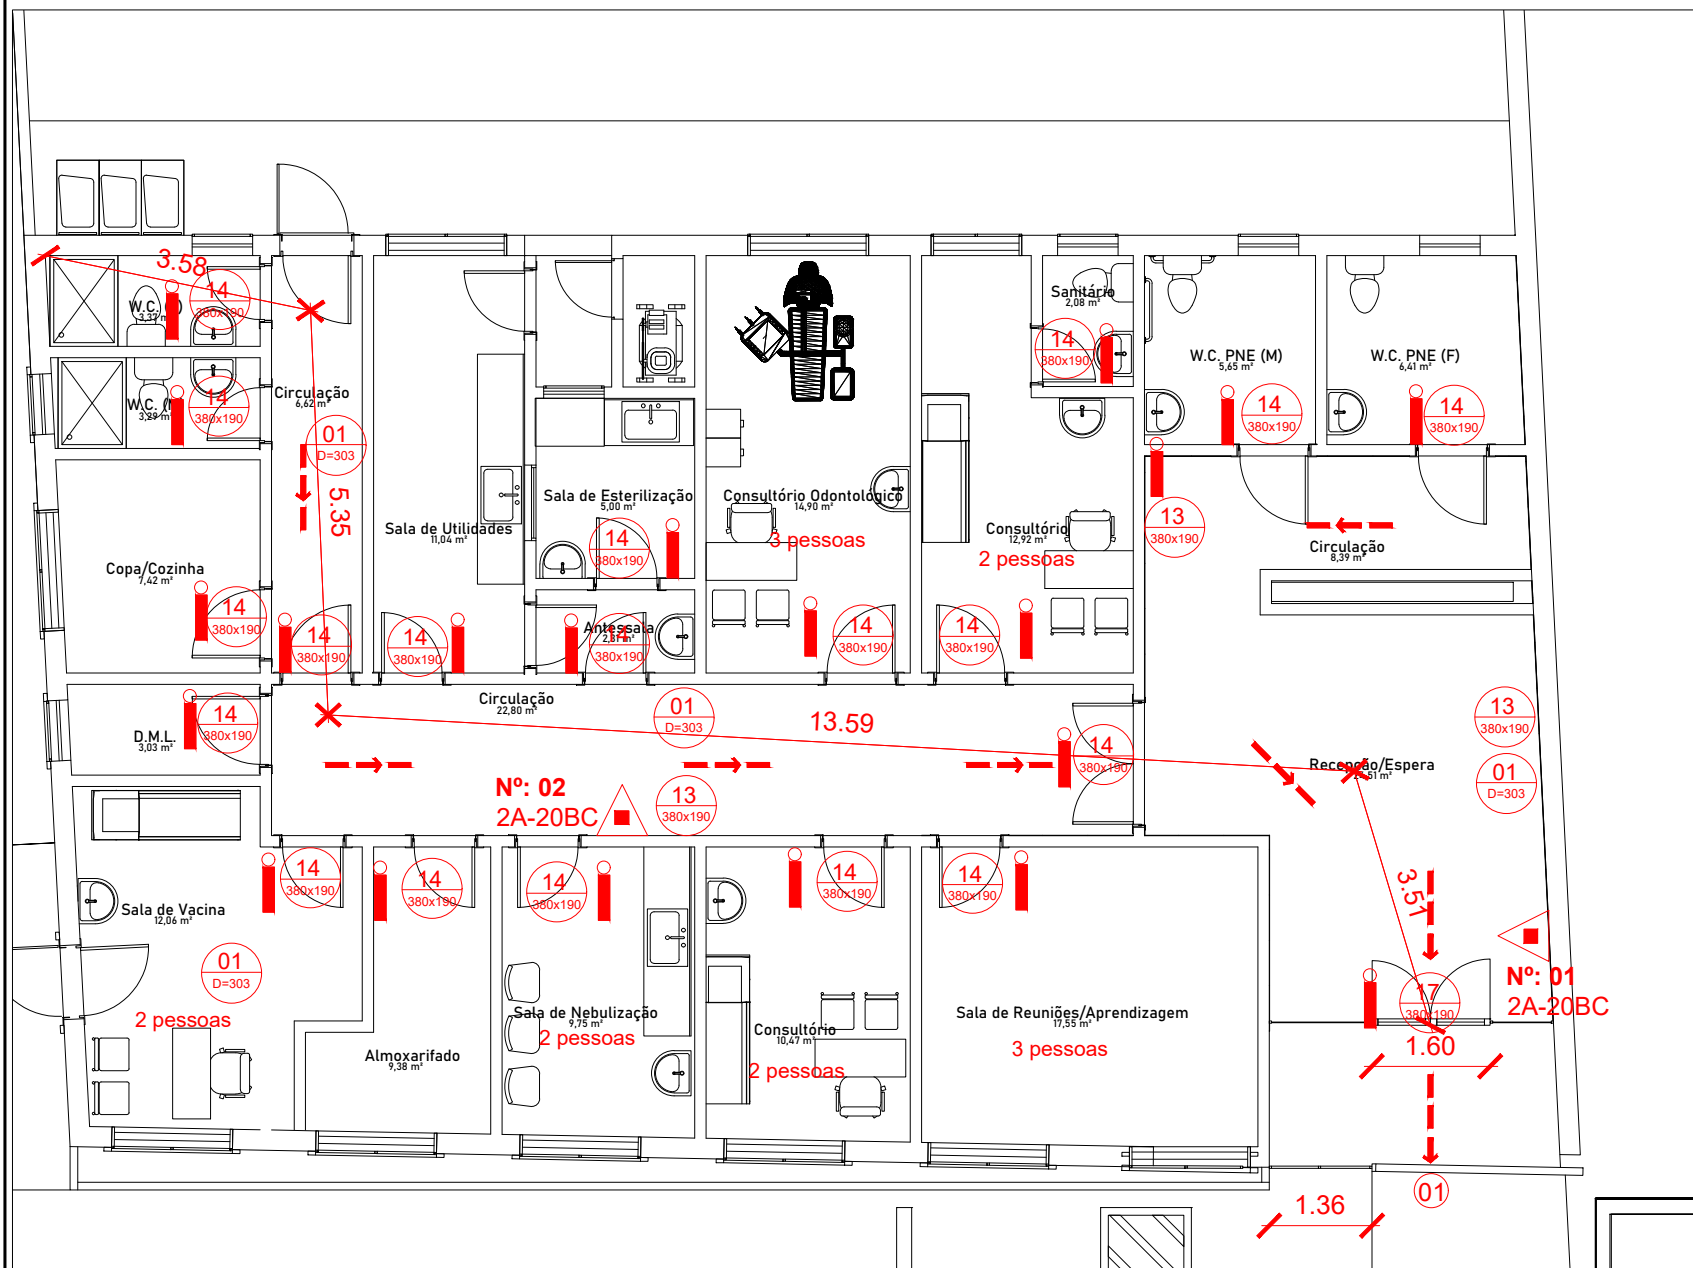 3.58
14
380x190
W.C.
3,37 m²
14
380x190
W.C.
3,29 m²
Circulação
6,62 m²
01
D=303
5.35
Sala de Utilidades
11,04 m²
Sala de Esterilização
5,00 m²
14
380x190
Consultório Odontológico
14,90 m²
3 pessoas
Consultório
12,92 m²
2 pessoas
Sanitário
2,08 m²
14
380x190
W.C. PNE (M)
5,65 m²
14
380x190
W.C. PNE (F)
6,41 m²
14
380x190
13
380x190
Circulação
8,39 m²
Copa/Cozinha
7,42 m²
14
380x190
14
380x190
14
380x190
Antessala
14
380x190
14
380x190
14
380x190
D.M.L.
3,03 m²
14
380x190
Circulação
22,80 m²
01
D=303
13.59
14
380x190
Recepção/Espera
13
380x190
01
D=303
Nº: 02
2A-20BC
13
380x190
Sala de Vacina
12,06 m²
14
380x190
01
D=303
2 pessoas
14
380x190
Almoxarifado
9,38 m²
14
380x190
Sala de Nebulização
9,75 m²
2 pessoas
14
380x190
Consultório
10,47 m²
2 pessoas
14
380x190
Sala de Reuniões/Aprendizagem
17,55 m²
3 pessoas
3.51
17
380x190
Nº: 01
2A-20BC
1.60
01
1.36